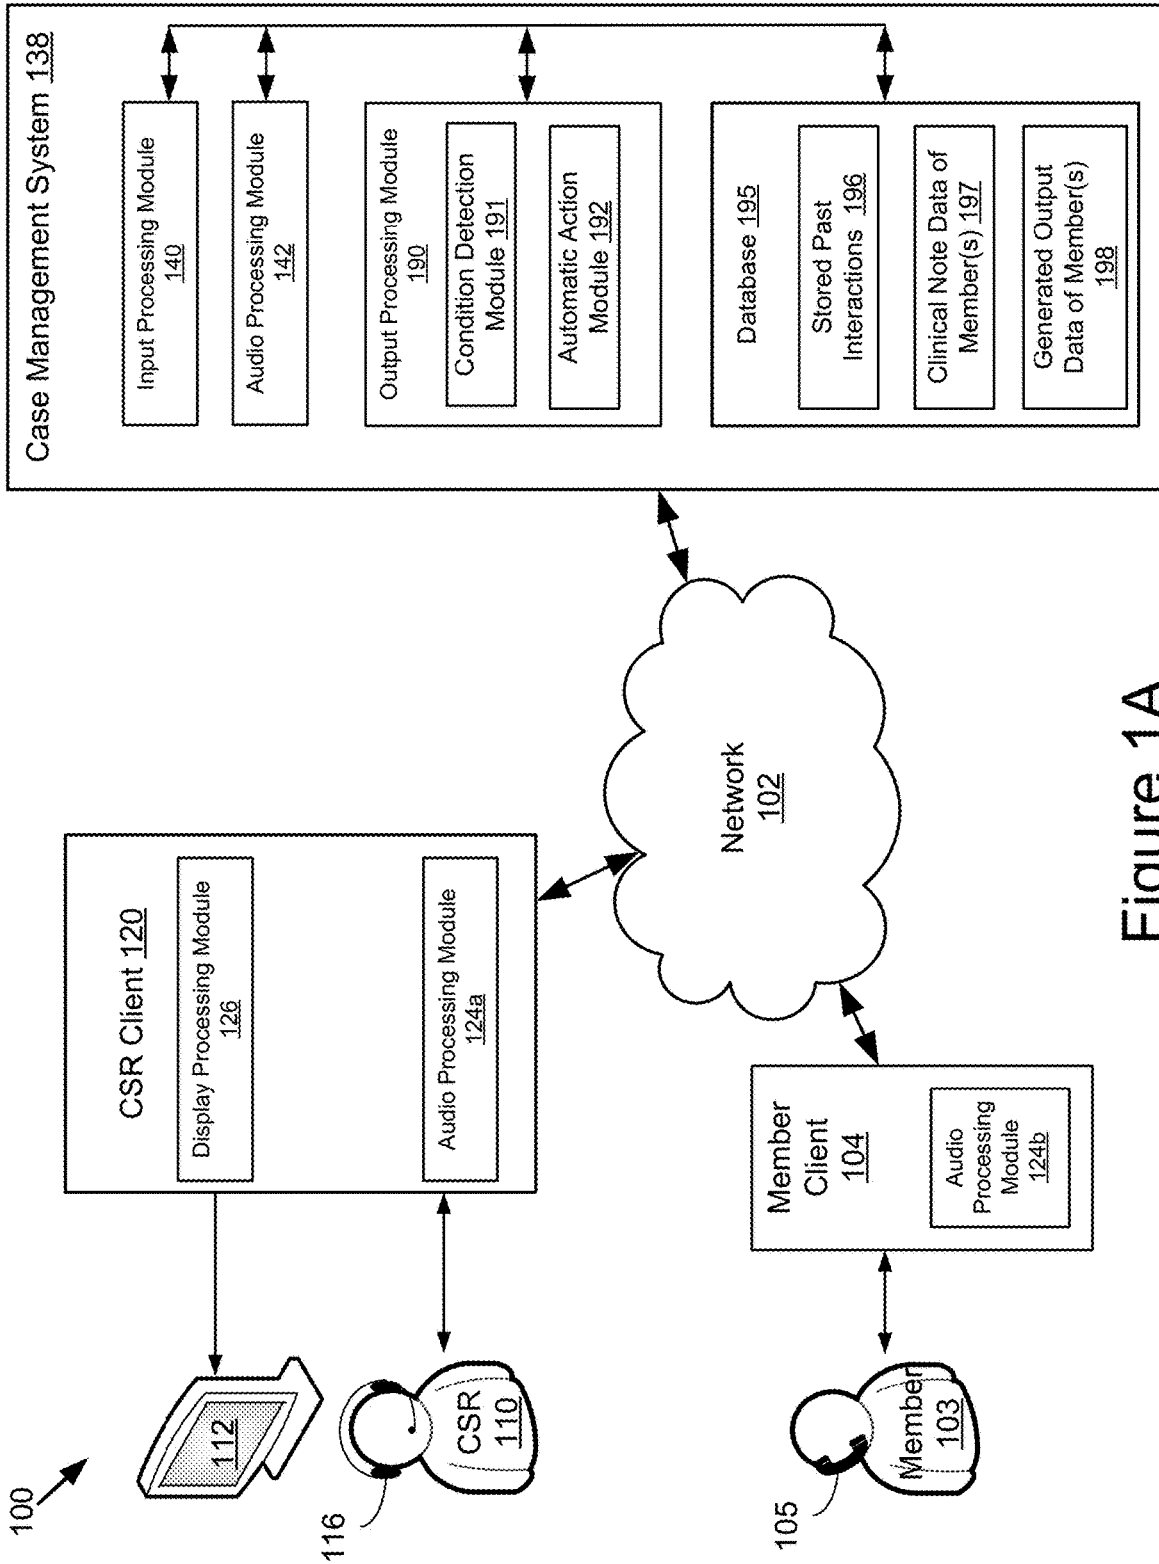 100
112
116
CSR
110
105
Member
103
CSR Client 120
Display Processing Module
126
Audio Processing Module
124a
Member
Client
104
Audio
Processing
Module
124b
Network
102
Case Management System 138
Input Processing Module
140
Audio Processing Module
142
Output Processing Module
190
Condition Detection
Module 191
Automatic Action
Module 192
Database 195
Stored Past
Interactions 196
Clinical Note Data of
Member(s) 197
Generated Output
Data of Member(s)
198
Figure 1A